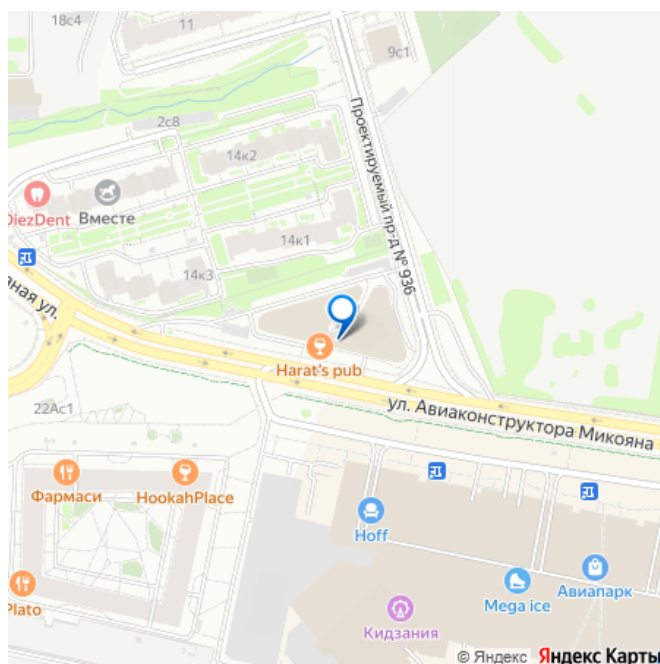 18с4
11
9с1
2с8
14к2
DiezDent
Вместе
14к1
Проектируемый пр-д № 936
14к3
ная ул.
Harat's pub
22Ас1
ул. Авиаконструктора Микояна
Фармаси
HookahPlace
Hoff
Plato
Mega ice
Авиапарк
Кидзания
© Яндекс Яндекс Карты